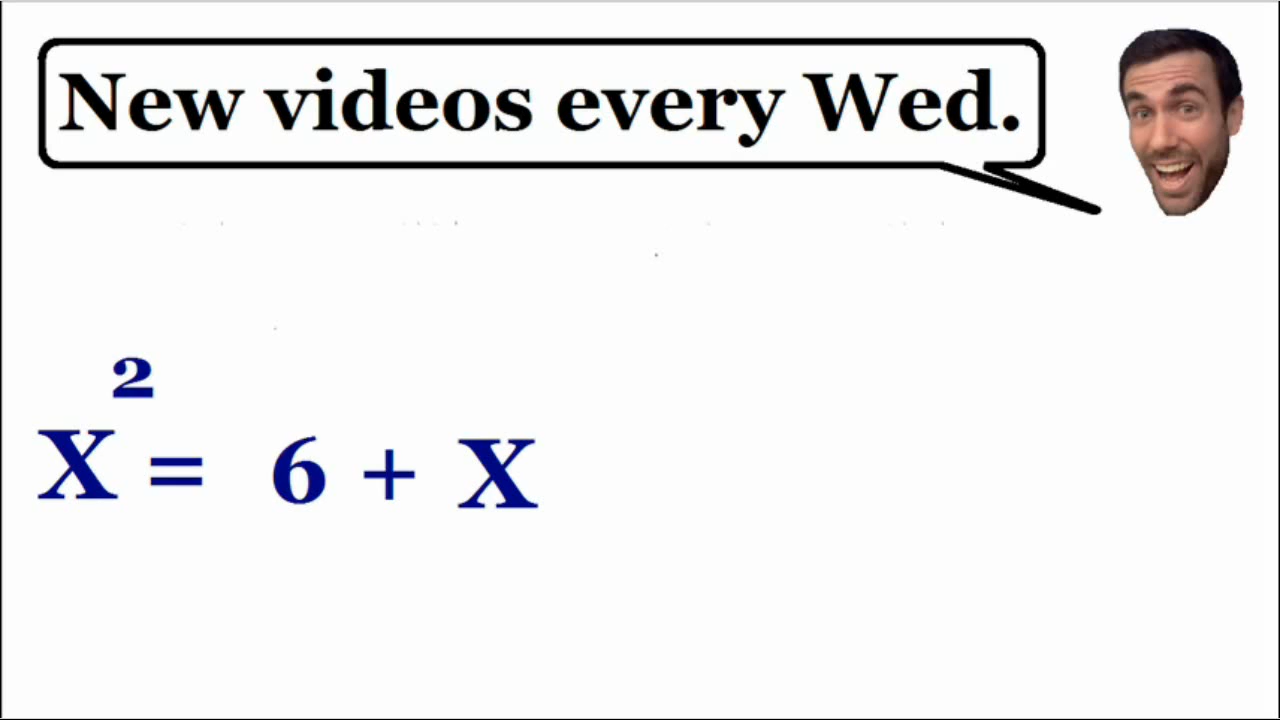 New videos every Wed.
X² = 6 + X